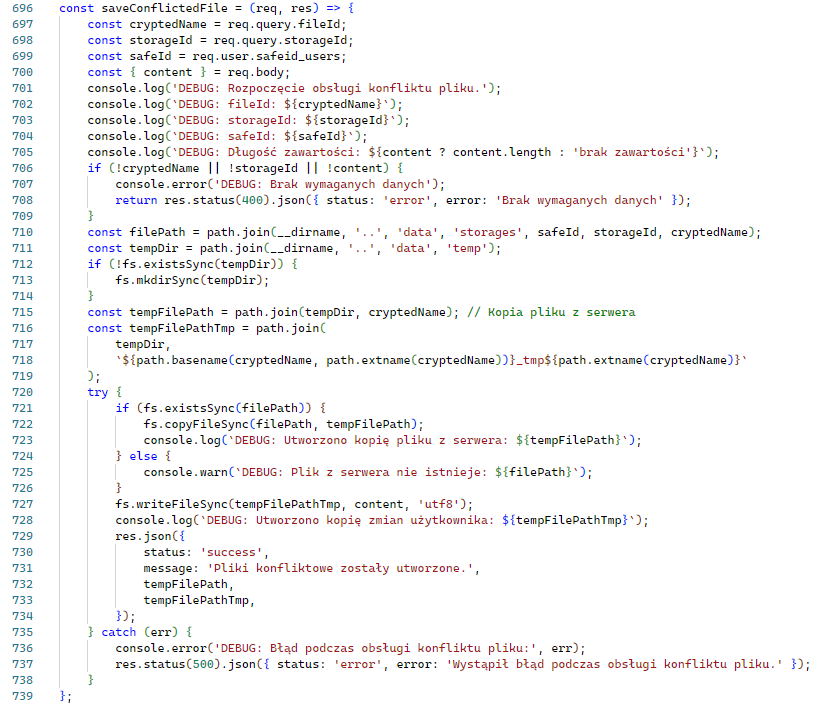 696 const saveConflictedFile = (req, res) => {
697 const cryptedName = req.query.fileId;
698 const storageId = req.query.storageId;
699 const safeId = req.user.safeid_users;
700 const { content } = req.body;
701 console.log('DEBUG: Rozpoczęcie obsługi konfliktu pliku.');
702 console.log(`DEBUG: fileId: ${cryptedName}`);
703 console.log(`DEBUG: storageId: ${storageId}`);
704 console.log(`DEBUG: safeId: ${safeId}`);
705 console.log(`DEBUG: Długość zawartości: ${content ? content.length : 'brak zawartości'}`);
706 if (!cryptedName || !storageId || !content) {
707 console.error('DEBUG: Brak wymaganych danych');
708 return res.status(400).json({ status: 'error', error: 'Brak wymaganych danych' });
709 }
710 const filePath = path.join(__dirname, '..', 'data', 'storages', safeId, storageId, cryptedName);
711 const tempDir = path.join(__dirname, '..', 'data', 'temp');
712 if (!fs.existsSync(tempDir)) {
713 fs.mkdirSync(tempDir);
714 }
715 const tempFilePath = path.join(tempDir, cryptedName); // Kopia pliku z serwera
716 const tempFilePathTmp = path.join(
717 tempDir,
718 `${path.basename(cryptedName, path.extname(cryptedName))}_tmp${path.extname(cryptedName)}`
719 );
720 try {
721 if (fs.existsSync(filePath)) {
722 fs.copyFileSync(filePath, tempFilePath);
723 console.log(`DEBUG: Utworzono kopię pliku z serwera: ${tempFilePath}`);
724 } else {
725 console.warn(`DEBUG: Plik z serwera nie istnieje: ${filePath}`);
726 }
727 fs.writeFileSync(tempFilePathTmp, content, 'utf8');
728 console.log(`DEBUG: Utworzono kopię zmian użytkownika: ${tempFilePathTmp}`);
729 res.json({
730 status: 'success',
731 message: 'Pliki konfliktowe zostały utworzone.',
732 tempFilePath,
733 tempFilePathTmp,
734 });
735 } catch (err) {
736 console.error('DEBUG: Błąd podczas obsługi konfliktu pliku:', err);
737 res.status(500).json({ status: 'error', error: 'Wystąpił błąd podczas obsługi konfliktu pliku.' });
738 }
739 };